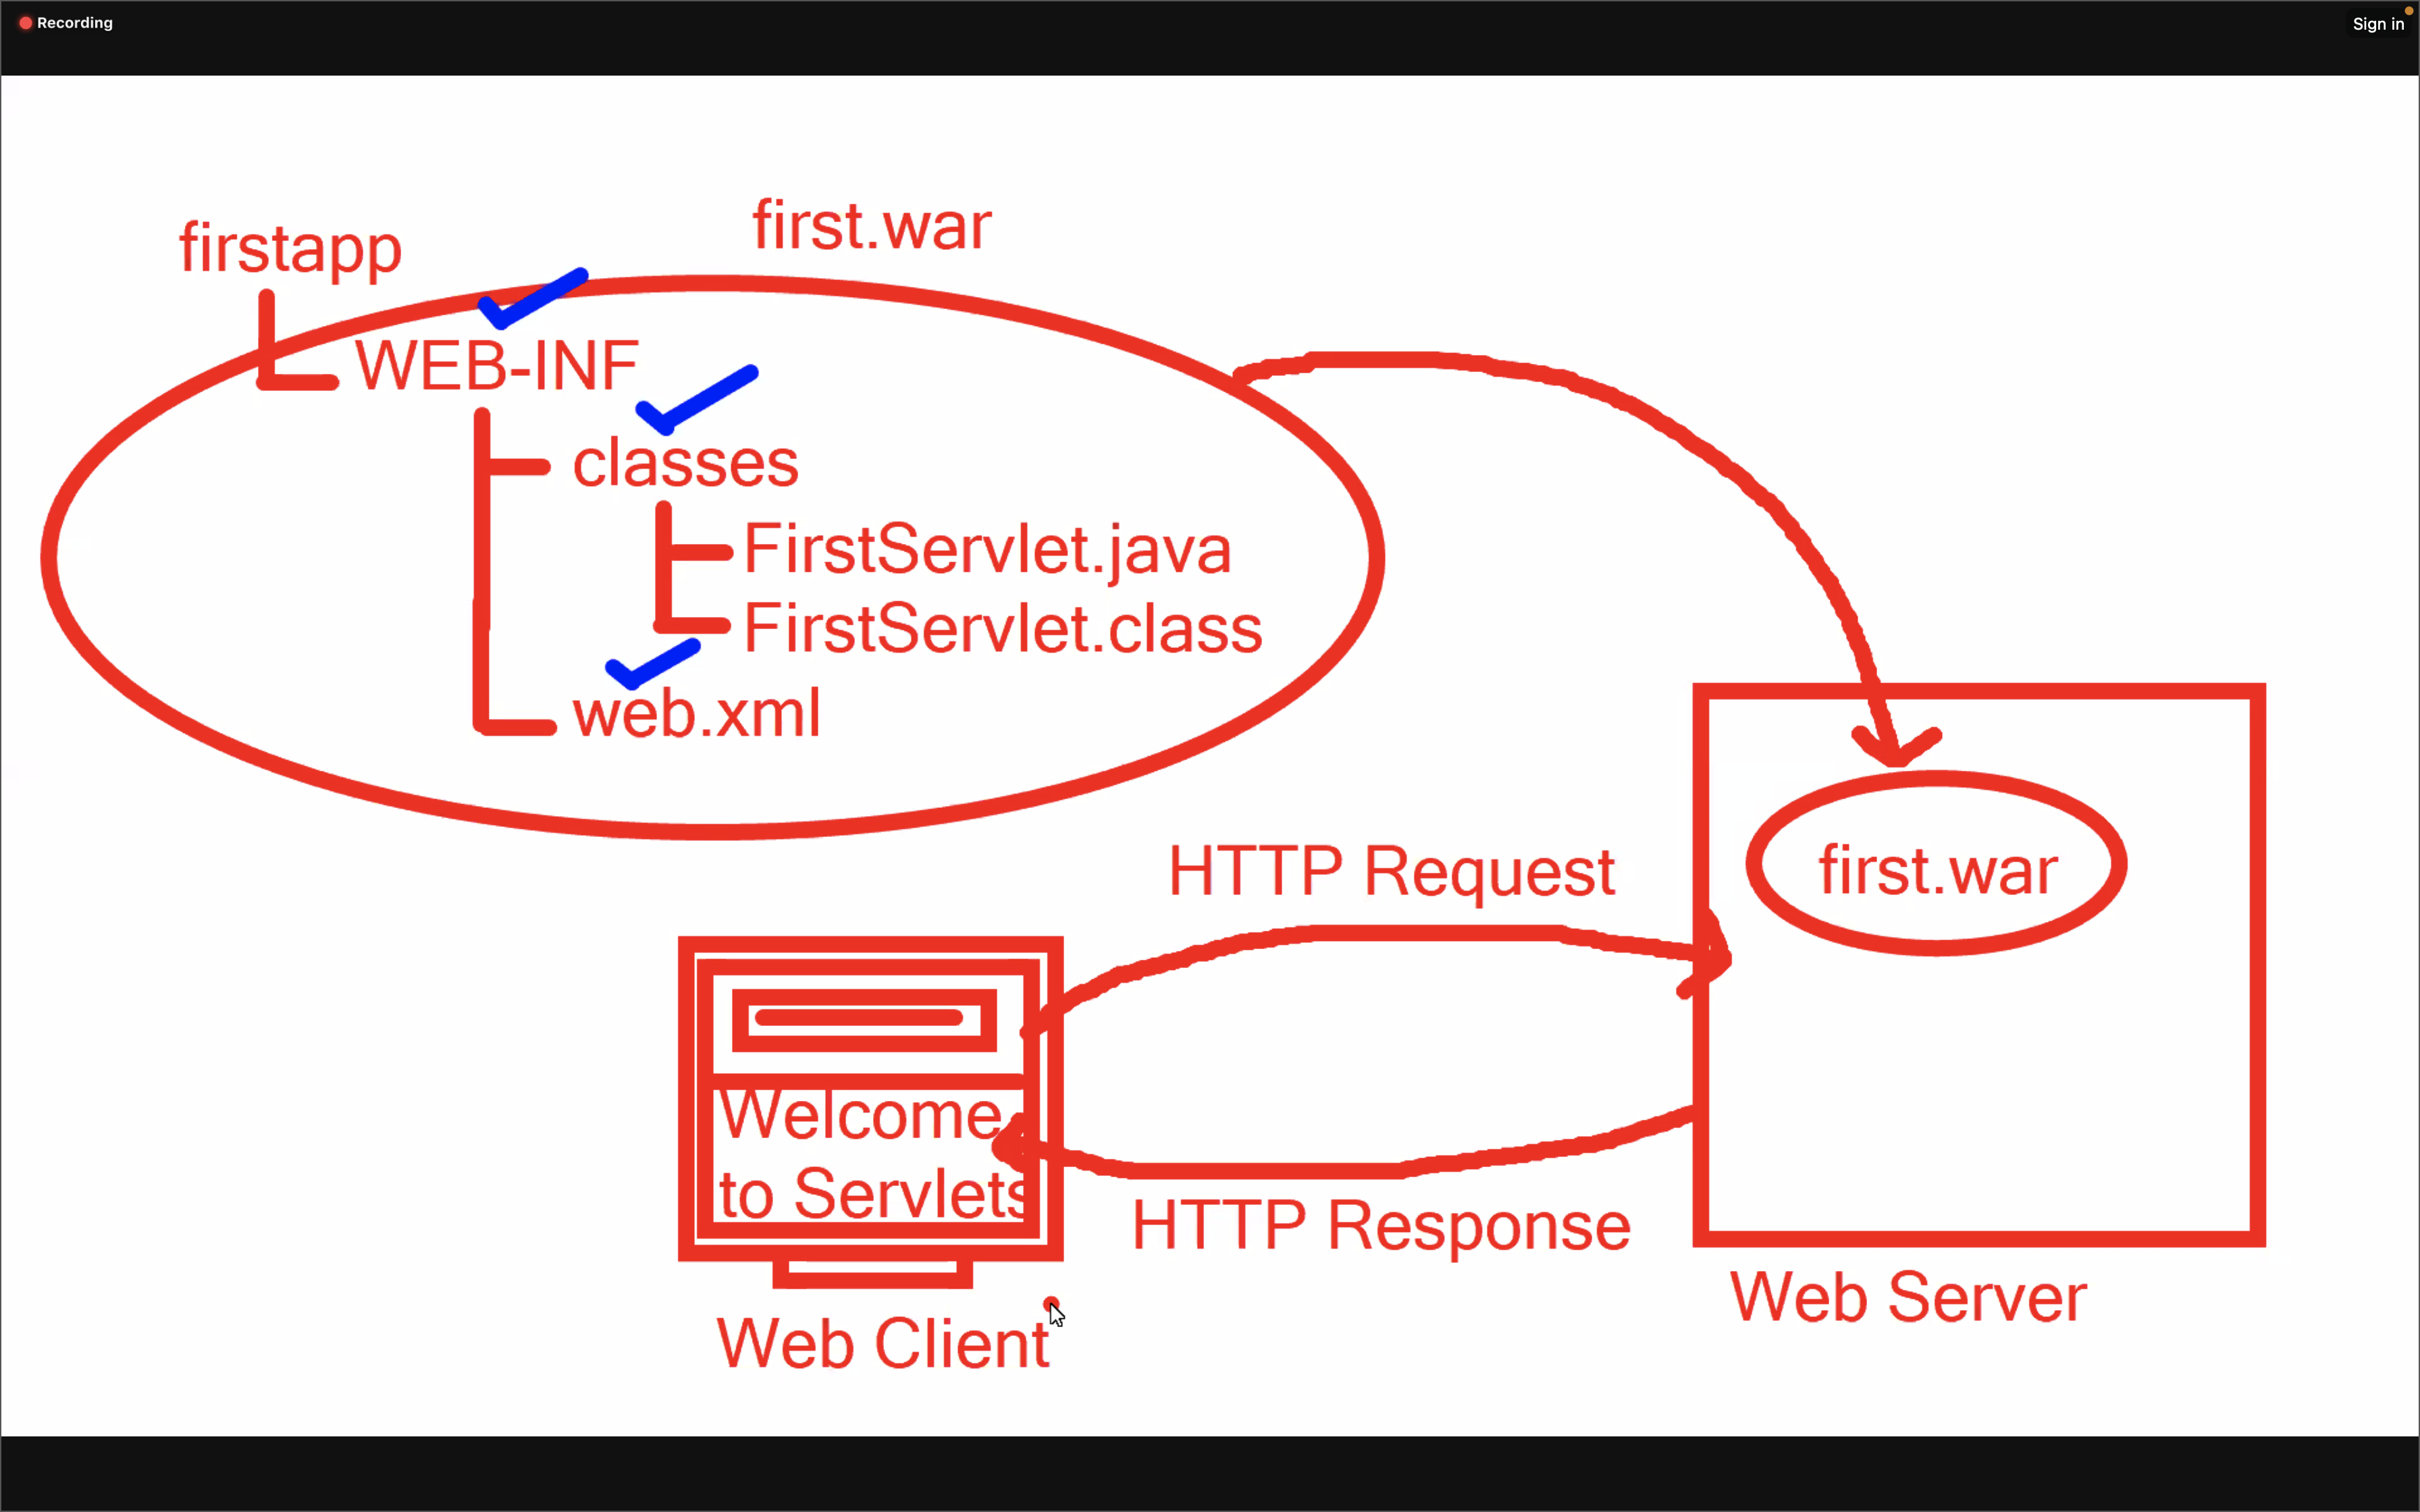 Recording
Sign in
firstapp
first.war
WEB-INF
classes
FirstServlet.java
FirstServlet.class
web.xml
first.war
HTTP Request
Welcome
to Servlets
HTTP Response
Web Server
Web Client